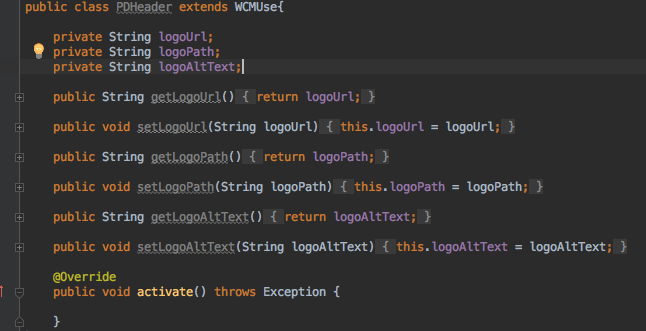 public class PDHeader extends WCMUse{
private String logoUrl;
private String logoPath;
private String logoAltText;
public String getLogoUrl() { return logoUrl; }
public void setLogoUrl(String logoUrl) { this.logoUrl = logoUrl; }
public String getLogoPath() { return logoPath; }
public void setLogoPath(String logoPath) { this.logoPath = logoPath; }
public String getLogoAltText() { return logoAltText; }
public void setLogoAltText(String logoAltText) { this.logoAltText = logoAltText; }
@Override
public void activate() throws Exception {
}